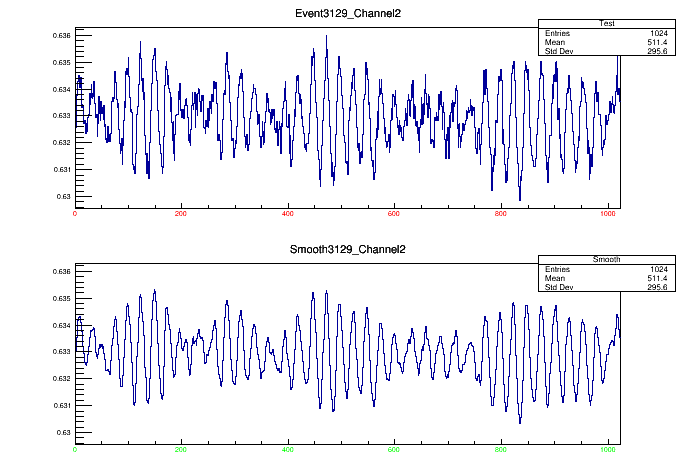 Event3129_Channel2
Test
Entries 1024
Mean 511.4
Std Dev 295.6
0.636
0.635
0.634
0.633
0.632
0.631
0.63
0 200 400 600 800 1000
Smooth3129_Channel2
Smooth
Entries 1024
Mean 511.4
Std Dev 295.6
0.636
0.635
0.634
0.633
0.632
0.631
0.63
0 200 400 600 800 1000